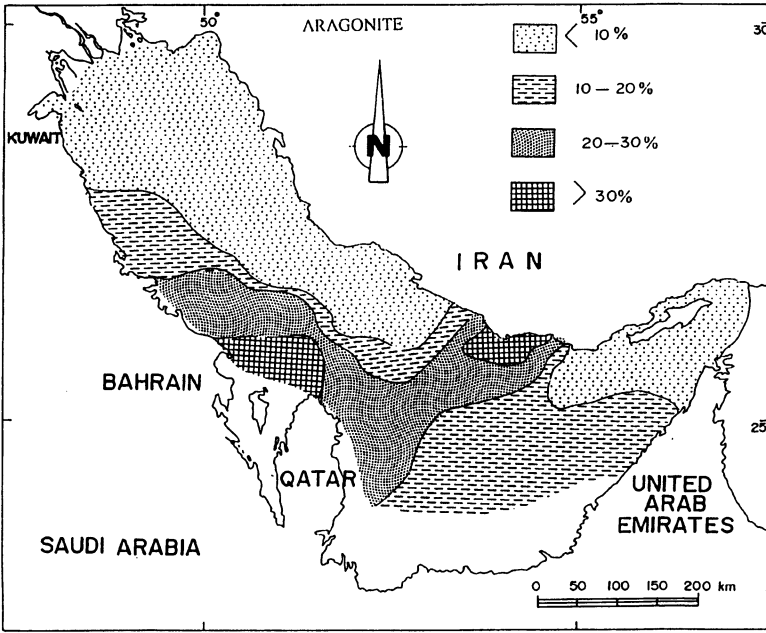 50°
ARAGONITE
55°
30
< 10 %
10 – 20%
20–30%
> 30%
N
KUWAIT
IRAN
BAHRAIN
25
QATAR
UNITED
ARAB
EMIRATES
SAUDI ARABIA
0 50 100 150 200 km